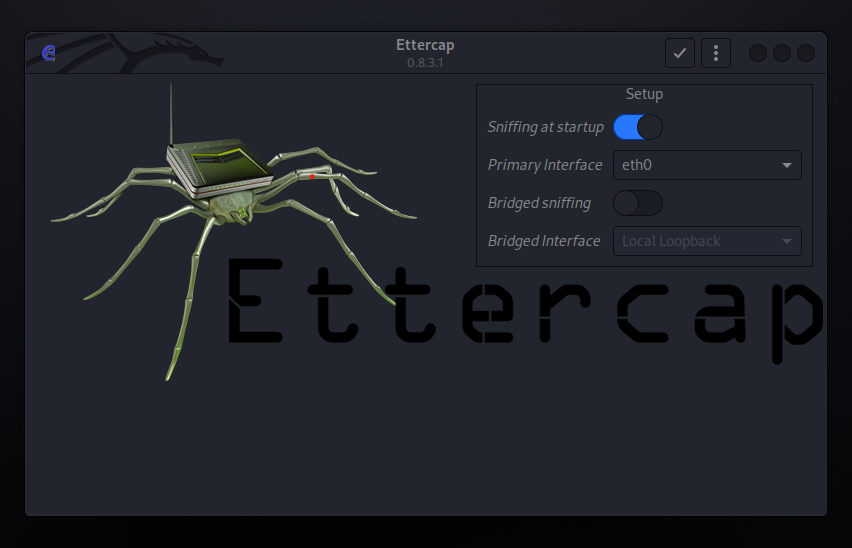 Ettercap
0.8.3.1
Setup
Sniffing at startup
Primary Interface eth0
Bridged sniffing
Bridged Interface Local Loopback
Ettercap